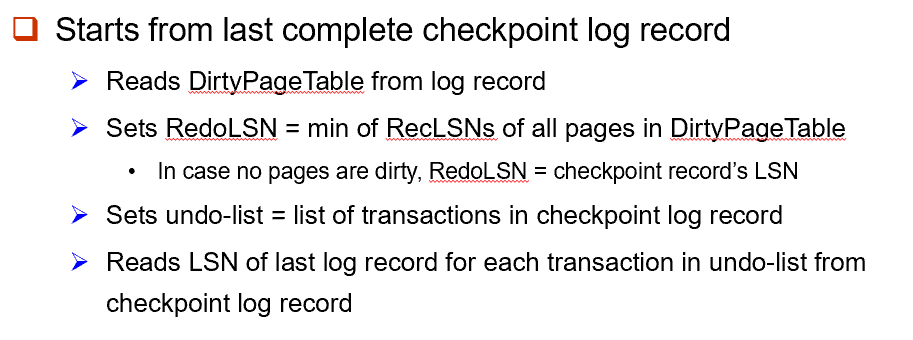 Starts from last complete checkpoint log record
Reads DirtyPageTable from log record
Sets RedoLSN = min of RecLSNs of all pages in DirtyPageTable
• In case no pages are dirty, RedoLSN = checkpoint record's LSN
Sets undo-list = list of transactions in checkpoint log record
Reads LSN of last log record for each transaction in undo-list from
checkpoint log record